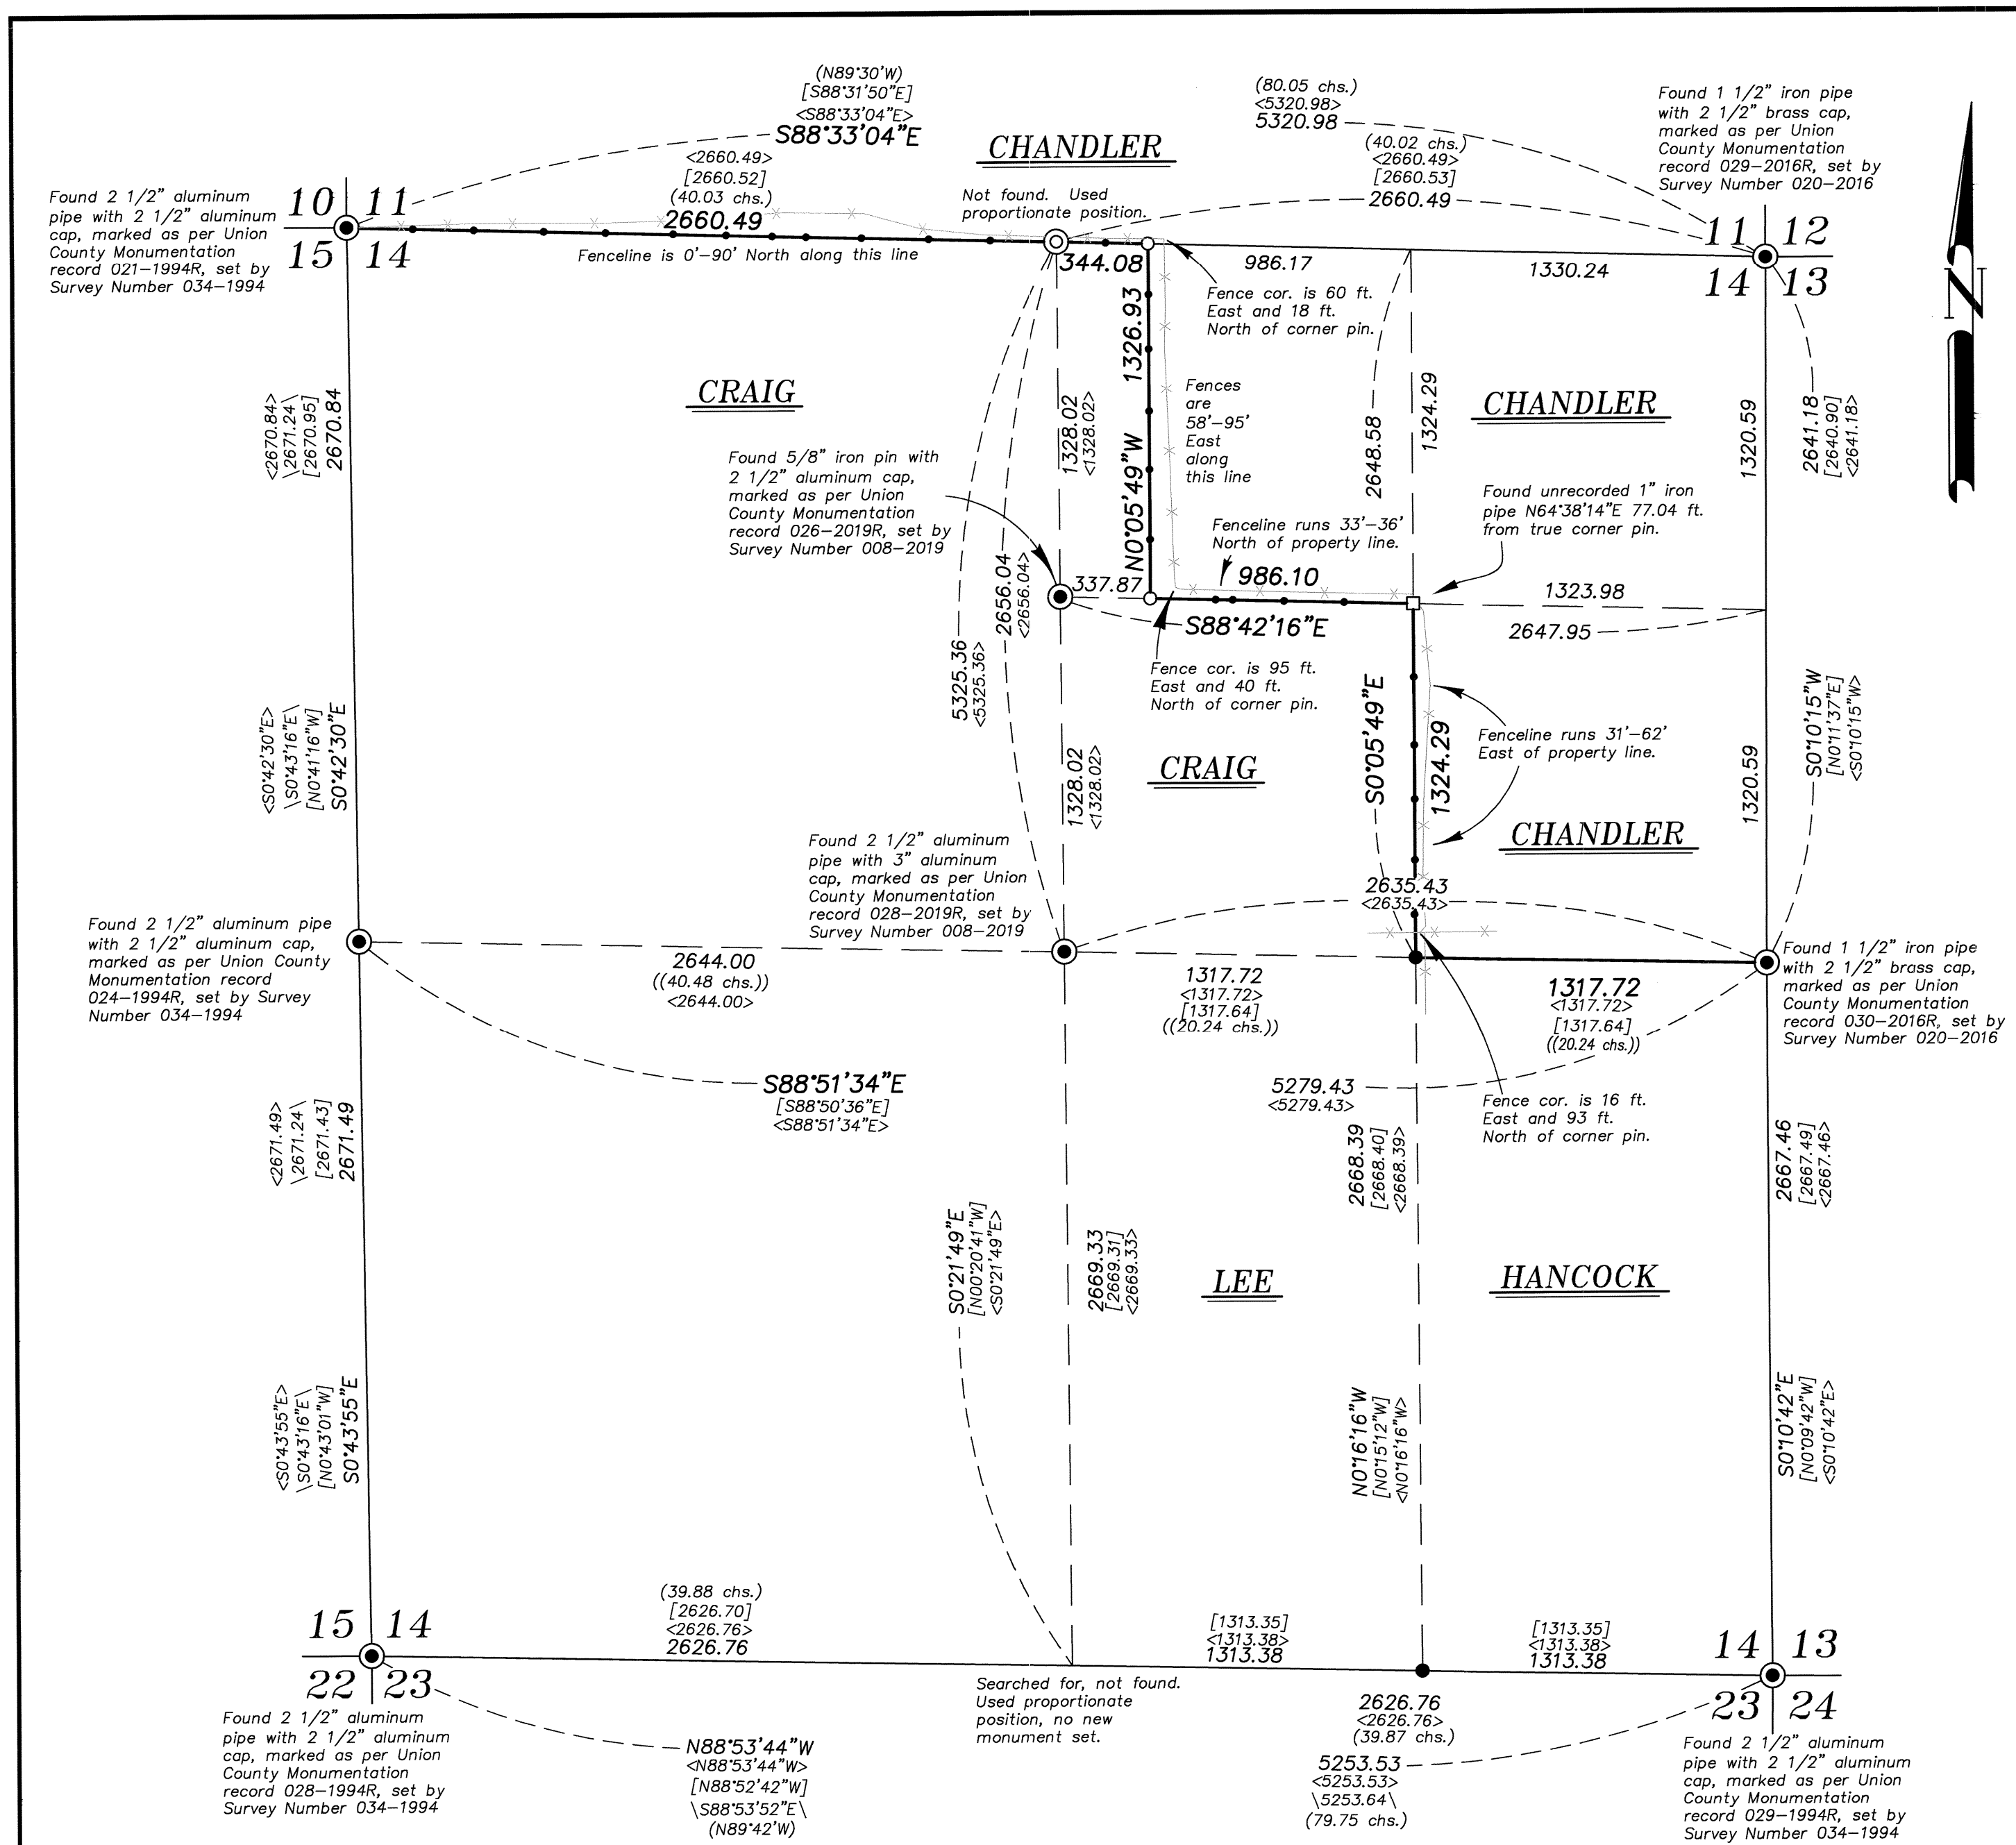 (N89°30'W)
[S88°31'50"E]
<S88°33'04"E>
S88°33'04"E
(80.05 chs.)
<5320.98>
5320.98
Found 1 1/2" iron pipe
with 2 1/2" brass cap,
marked as per Union
County Monumentation
record 029-2016R, set by
Survey Number 020-2016
CHANDLER
<2660.49>
[2660.52]
(40.03 chs.)
2660.49
(40.02 chs.)
<2660.49>
[2660.53]
2660.49
Found 2 1/2" aluminum
pipe with 2 1/2" aluminum
cap, marked as per Union
County Monumentation
record 021-1994R, set by
Survey Number 034-1994
10 11
15 14
Not found. Used
proportionate position.
11 12
14 13
N
Fenceline is 0'-90' North along this line
344.08
986.17
1330.24
Fence cor. is 60 ft.
East and 18 ft.
North of corner pin.
1326.93
N0°05'49"W
CRAIG
1328.02
<1328.02>
Fences
are
58'-95'
East
along
this line
2648.58
1324.29
CHANDLER
1320.59
2641.18
[2640.90]
<2641.18>
<2670.84>
\2671.24\
[2670.95]
2670.84
Found 5/8" iron pin with
2 1/2" aluminum cap,
marked as per Union
County Monumentation
record 026-2019R, set by
Survey Number 008-2019
Found unrecorded 1" iron
pipe N64°38'14"E 77.04 ft.
from true corner pin.
Fenceline runs 33'-36'
North of property line.
337.87
986.10
1323.98
S88°42'16"E
2647.95
2656.04
<2656.04>
5325.36
<5325.36>
Fence cor. is 95 ft.
East and 40 ft.
North of corner pin.
<S0°42'30"E>
\S0°43'16"E\
[N0°41'16"W]
S0°42'30"E
S0°05'49"E
1324.29
Fenceline runs 31'-62'
East of property line.
S0°10'15"W
[N0°11'37"E]
<S0°10'15"W>
1320.59
1328.02
<1328.02>
CRAIG
CHANDLER
Found 2 1/2" aluminum
pipe with 3" aluminum
cap, marked as per Union
County Monumentation
record 028-2019R, set by
Survey Number 008-2019
2635.43
<2635.43>
Found 2 1/2" aluminum pipe
with 2 1/2" aluminum cap,
marked as per Union County
Monumentation record
024-1994R, set by Survey
Number 034-1994
2644.00
((40.48 chs.))
<2644.00>
1317.72
<1317.72>
[1317.64]
((20.24 chs.))
1317.72
<1317.72>
[1317.64]
((20.24 chs.))
Found 1 1/2" iron pipe
with 2 1/2" brass cap,
marked as per Union
County Monumentation
record 030-2016R, set by
Survey Number 020-2016
S88°51'34"E
[S88°50'36"E]
<S88°51'34"E>
5279.43
<5279.43>
Fence cor. is 16 ft.
East and 93 ft.
North of corner pin.
<2671.49>
\2671.24\
[2671.43]
2671.49
2668.39
[2668.40]
<2668.39>
2667.46
[2667.49]
<2667.46>
S0°21'49"E
[N00°20'41"W]
<S0°21'49"E>
2669.33
[2669.31]
<2669.33>
LEE
HANCOCK
<S0°43'55"E>
\S0°43'16"E\
[N0°43'01"W]
S0°43'55"E
N0°16'16"W
[N0°15'12"W]
<N0°16'16"W>
S0°10'42"E
[N0°09'42"W]
<S0°10'42"E>
(39.88 chs.)
[2626.70]
<2626.76>
2626.76
[1313.35]
<1313.38>
1313.38
[1313.35]
<1313.38>
1313.38
15 14
22 23
14 13
23 24
Searched for, not found.
Used proportionate
position, no new
monument set.
2626.76
<2626.76>
(39.87 chs.)
Found 2 1/2" aluminum
pipe with 2 1/2" aluminum
cap, marked as per Union
County Monumentation
record 028-1994R, set by
Survey Number 034-1994
N88°53'44"W
<N88°53'44"W>
[N88°52'42"W]
\S88°53'52"E\
(N89°42'W)
5253.53
<5253.53>
\5253.64\
(79.75 chs.)
Found 2 1/2" aluminum
pipe with 2 1/2" aluminum
cap, marked as per Union
County Monumentation
record 029-1994R, set by
Survey Number 034-1994